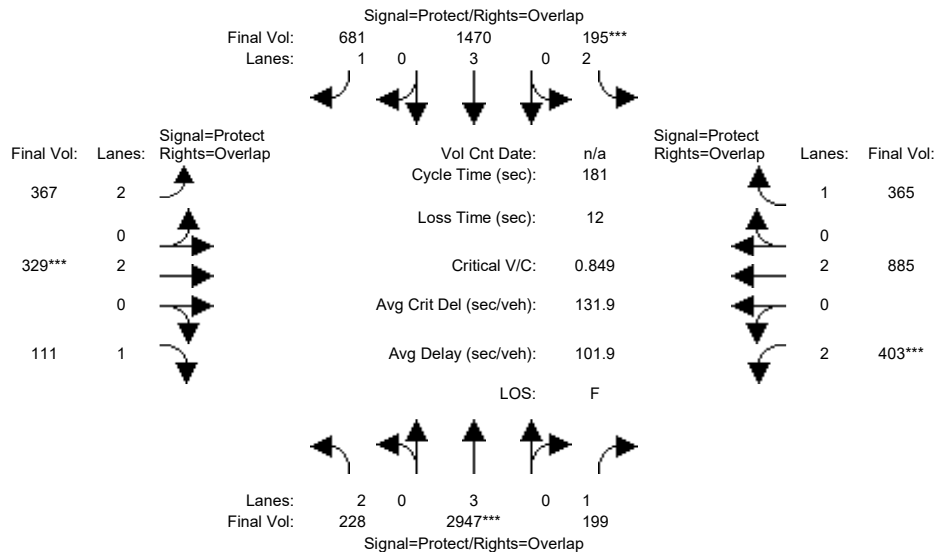 Signal=Protect/Rights=Overlap
Final Vol: 681 1470 195***
Lanes: 1 0 3 0 2
Signal=Protect Signal=Protect
Final Vol: Lanes: Rights=Overlap Vol Cnt Date: n/a Rights=Overlap Lanes: Final Vol:
Cycle Time (sec): 181
367 2 1 365
Loss Time (sec): 12
0 0
329*** 2 Critical V/C: 0.849 2 885
0 Avg Crit Del (sec/veh): 131.9 0
111 1 Avg Delay (sec/veh): 101.9 2 403***
LOS: F
Lanes: 2 0 3 0 1
Final Vol: 228 2947*** 199
Signal=Protect/Rights=Overlap